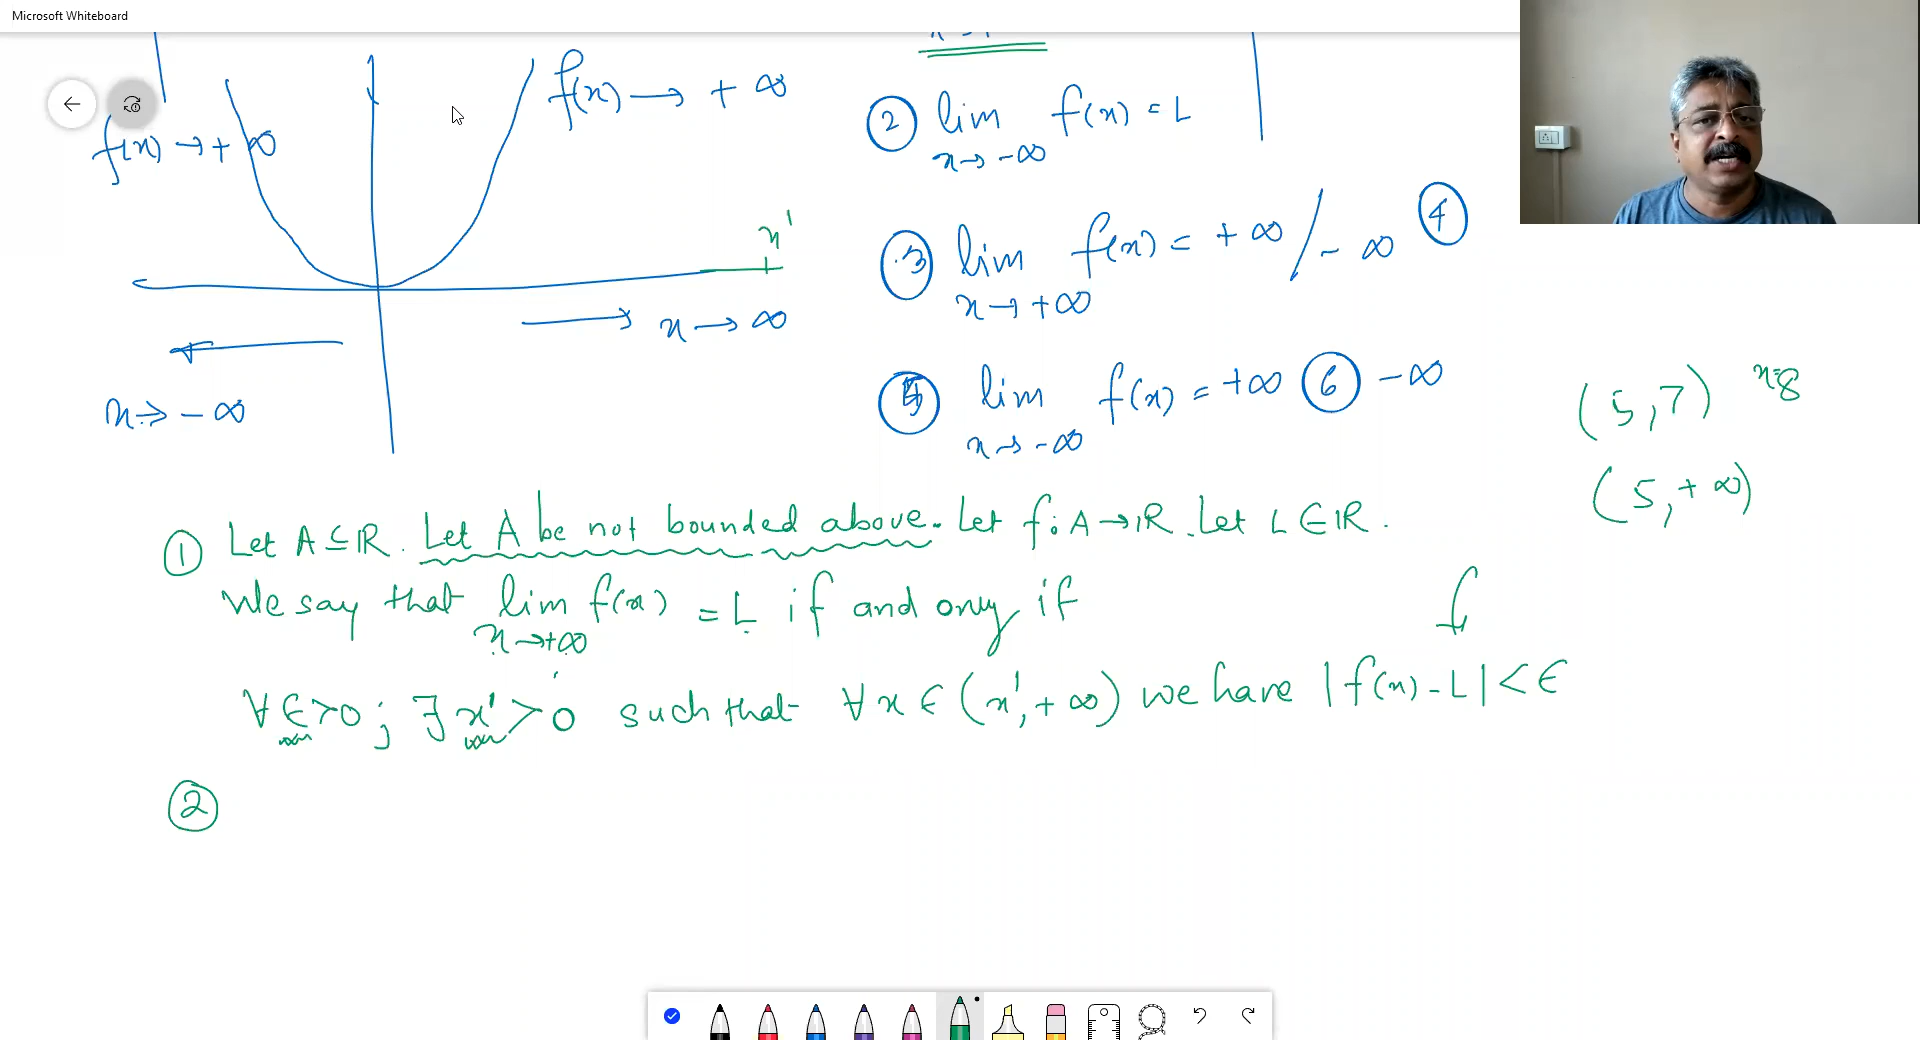 Microsoft Whiteboard
f(x) → + ∞
f(x) → + ∞
x'
x → ∞
x → - ∞
② lim f(x) = L
x → -∞
③ lim f(x) = + ∞ / - ∞ ④
x → +∞
⑤ lim f(x) = +∞ ⑥ -∞
x → -∞
(5,7) x=8
(5,+ ∞)
① Let A ⊆ ℝ. Let A be not bounded above. Let f: A → ℝ. Let L ∈ ℝ.
We say that lim f(x) = L if and only if
x → +∞
∀ ∈ > 0 ; ∃ x' > 0 such that ∀ x ∈ (x', + ∞) we have | f(x) - L | < ∈
②